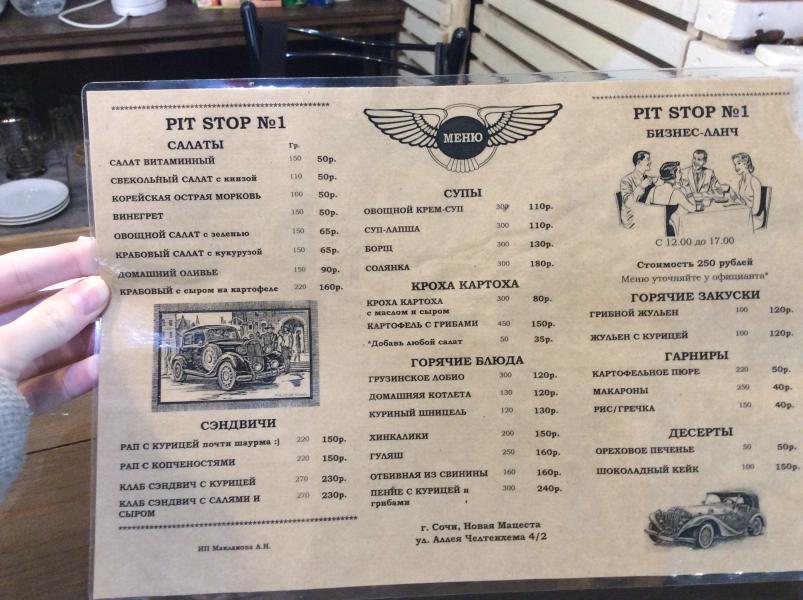 PIT STOP №1
САЛАТЫ Гр.
САЛАТ ВИТАМИННЫЙ 150 50р.
СВЕКОЛЬНЫЙ САЛАТ с кинзой 110 50р.
КОРЕЙСКАЯ ОСТРАЯ МОРКОВЬ 100 50р.
ВИНЕГРЕТ 150 50р.
ОВОЩНОЙ САЛАТ с зеленью 150 65р.
КРАБОВЫЙ САЛАТ с кукурузой 150 65р.
ДОМАШНИЙ ОЛИВЬЕ 150 90р.
КРАБОВЫЙ с сыром на картофеле 220 160р.
СЭНДВИЧИ
РАП С КУРИЦЕЙ почти шаурма :) 220 150р.
РАП С КОПЧЕНОСТЯМИ 220 150р.
КЛАБ СЭНДВИЧ С КУРИЦЕЙ 270 230р.
КЛАБ СЭНДВИЧ С САЛЯМИ И 270 230р.
СЫРОМ
ИП Маклакова А.Н.
МЕНЮ
СУПЫ
ОВОЩНОЙ КРЕМ-СУП 300 110р.
СУП-ЛАПША 300 110р.
БОРЩ 300 130р.
СОЛЯНКА 300 180р.
КРОХА КАРТОХА
КРОХА КАРТОХА 300 80р.
с маслом и сыром
КАРТОФЕЛЬ С ГРИБАМИ 450 150р.
*Добавь любой салат 50 35р.
ГОРЯЧИЕ БЛЮДА
ГРУЗИНСКОЕ ЛОБИО 300 120р.
ДОМАШНЯЯ КОТЛЕТА 130 120р.
КУРИНЫЙ ШНИЦЕЛЬ 120 130р.
ХИНКАЛИКИ 200 150р.
ГУЛЯШ 250 160р.
ОТБИВНАЯ ИЗ СВИНИНЫ 160 160р.
ПЕННЕ С КУРИЦЕЙ и 300 240р.
грибами
г. Сочи, Новая Мацеста
ул. Аллея Челтенхема 4/2
PIT STOP №1
БИЗНЕС-ЛАНЧ
С 12.00 до 17.00
Стоимость 250 рублей
Меню уточняйте у официанта*
ГОРЯЧИЕ ЗАКУСКИ
ГРИБНОЙ ЖУЛЬЕН 100 120р.
ЖУЛЬЕН С КУРИЦЕЙ 100 120р.
ГАРНИРЫ
КАРТОФЕЛЬНОЕ ПЮРЕ 220 50р.
МАКАРОНЫ 250 40р.
РИС/ГРЕЧКА 150 40р.
ДЕСЕРТЫ
ОРЕХОВОЕ ПЕЧЕНЬЕ 50 50р.
ШОКОЛАДНЫЙ КЕЙК 100 150р.